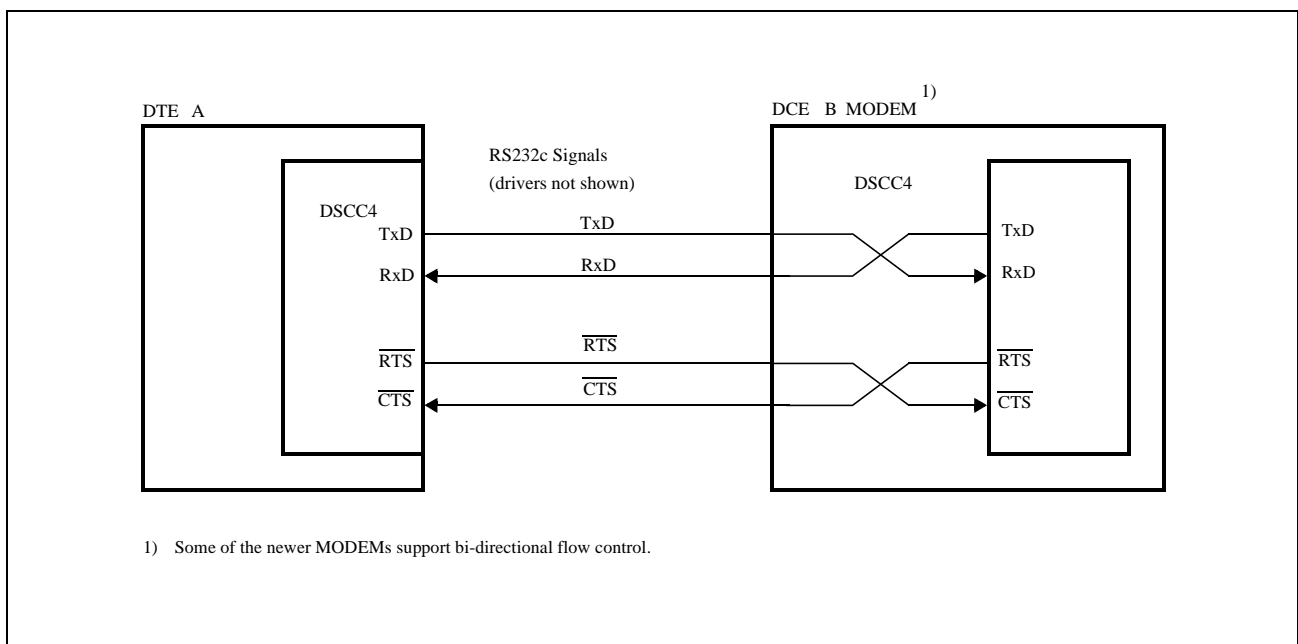 1)
DTE A
DCE B MODEM
RS232c Signals
(drivers not shown)
DSCC4
DSCC4
TxD
TxD
TxD
RxD
RxD
RxD
RTS
RTS
RTS
CTS
CTS
CTS
1) Some of the newer MODEMs support bi-directional flow control.